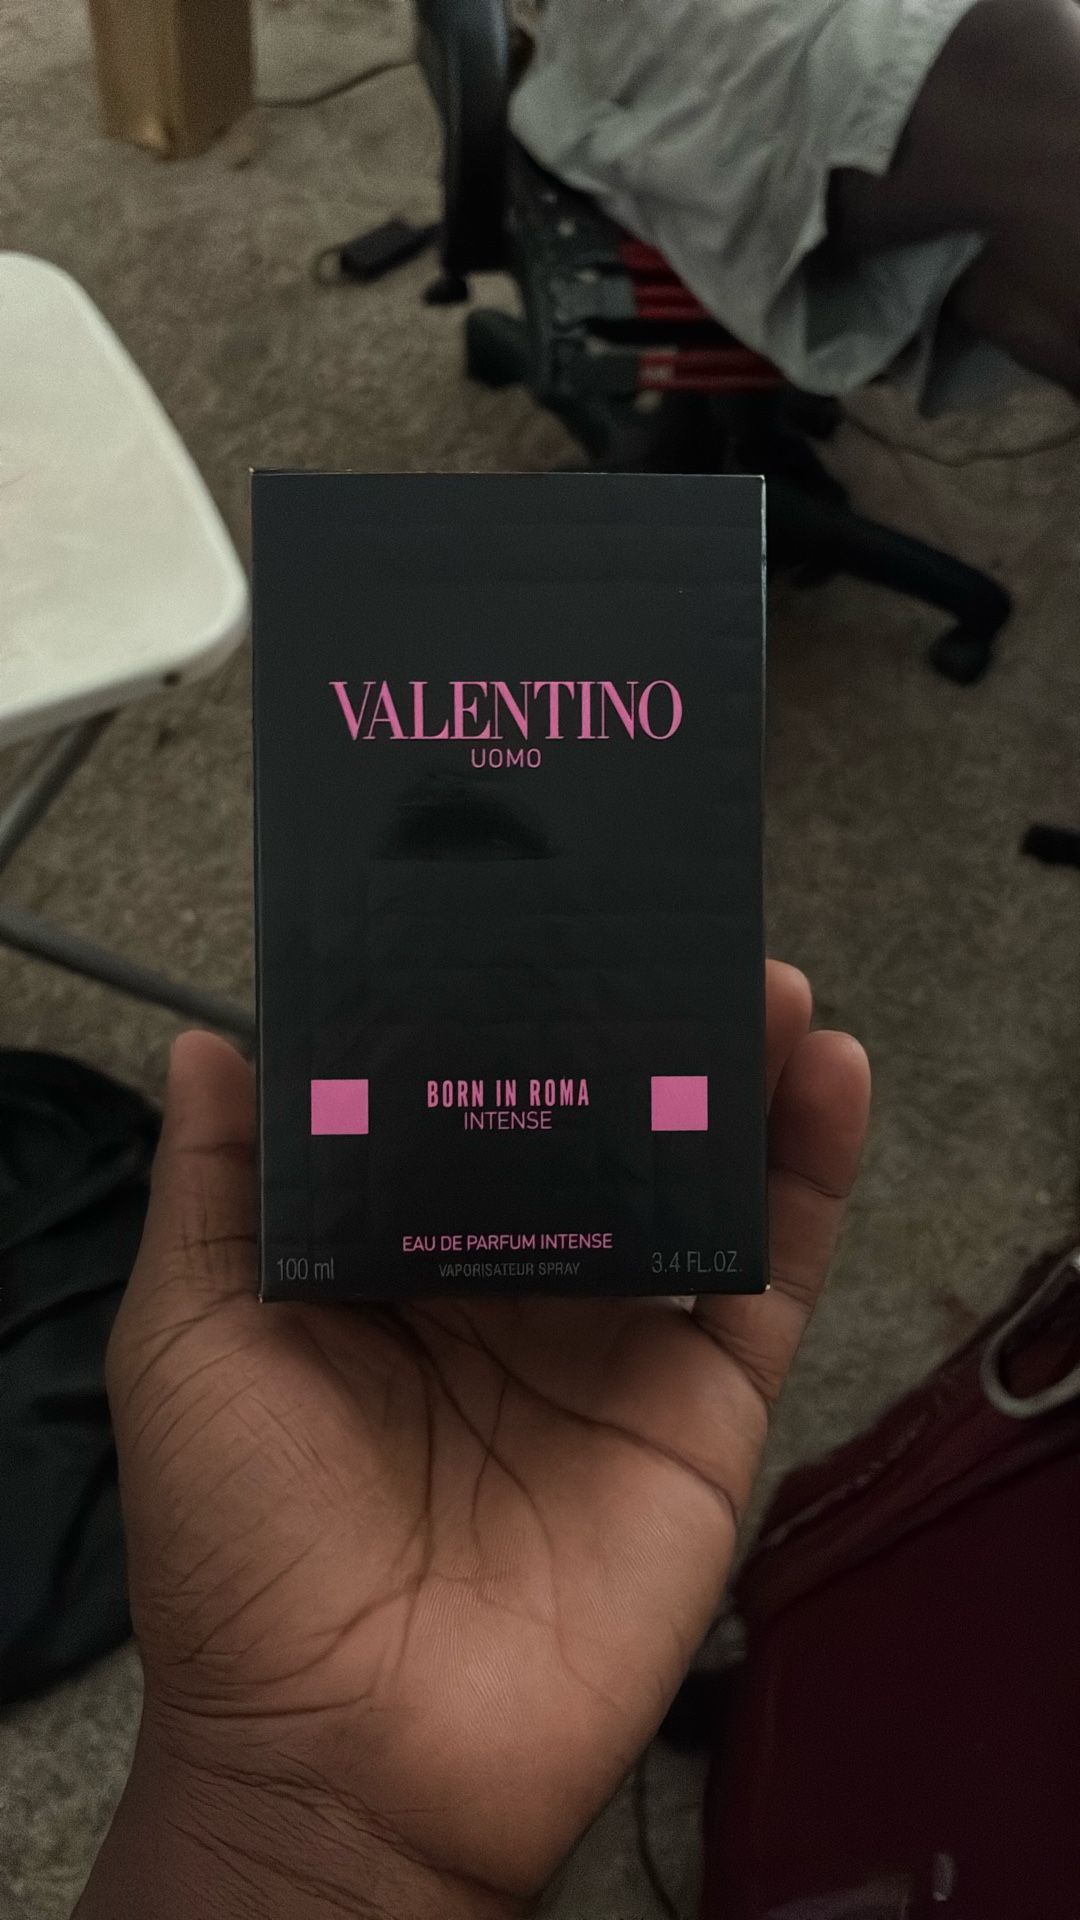 VALENTINO
UOMO
BORN IN ROMA
INTENSE
EAU DE PARFUM INTENSE
100 ml VAPORISATEUR SPRAY 3.4 FL.OZ.